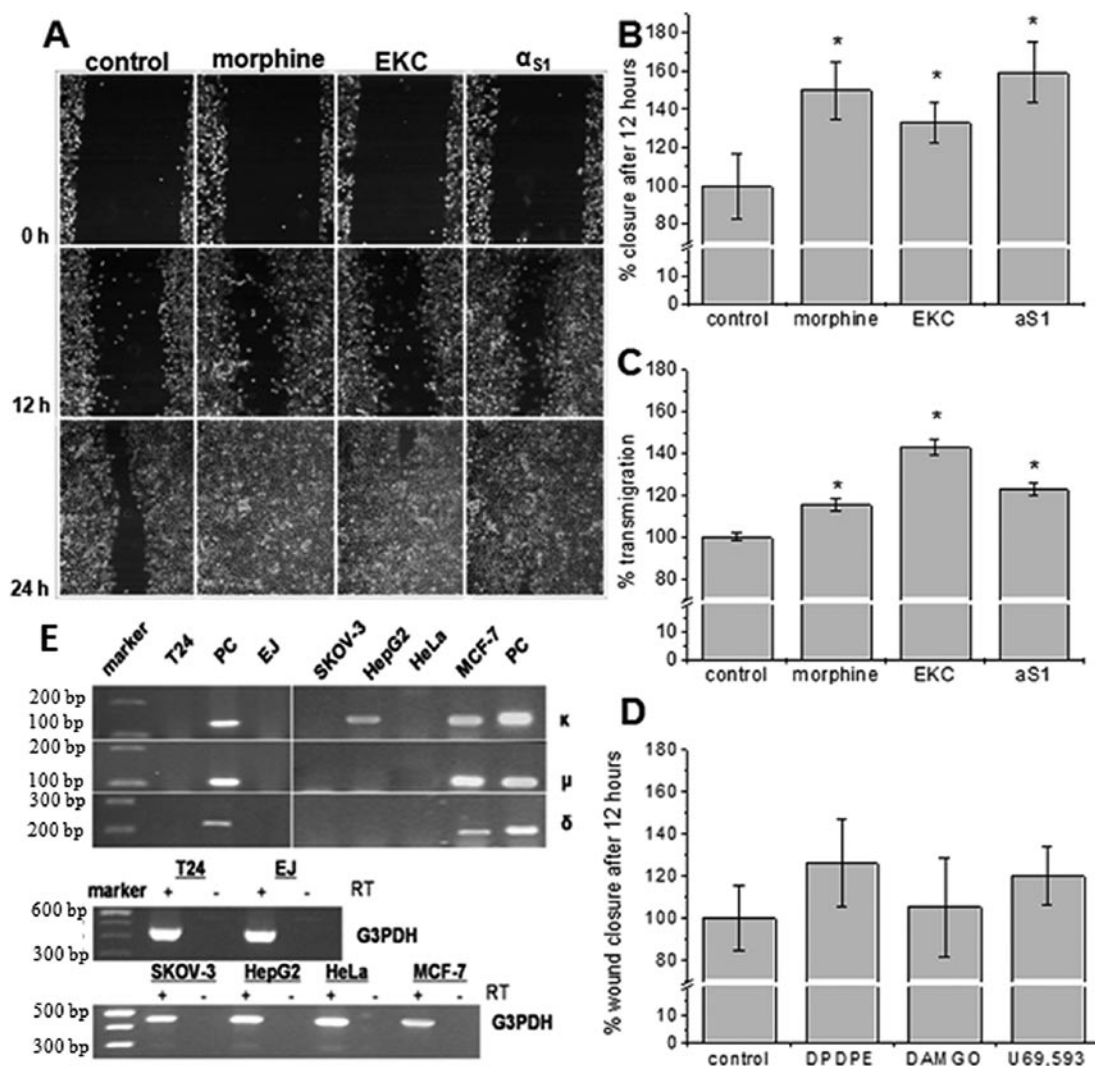 A
control morphine EKC αS1
0 h
12 h
24 h
B
% closure after 12 hours
180
160
140
120
100
80
10
0
control morphine EKC aS1
C
% transmigration
180
160
140
120
100
80
10
0
control morphine EKC aS1
D
% wound closure after 12 hours
180
160
140
120
100
80
10
0
control DPDPE DAMGO U69,593
E
marker T24 PC EJ SKOV-3 HepG2 HeLa MCF-7 PC
200 bp
100 bp
κ
200 bp
100 bp
μ
300 bp
200 bp
δ
T24 EJ
marker + - + - RT
600 bp
300 bp
G3PDH
SKOV-3 HepG2 HeLa MCF-7
+ - + - + - + - RT
500 bp
300 bp
G3PDH